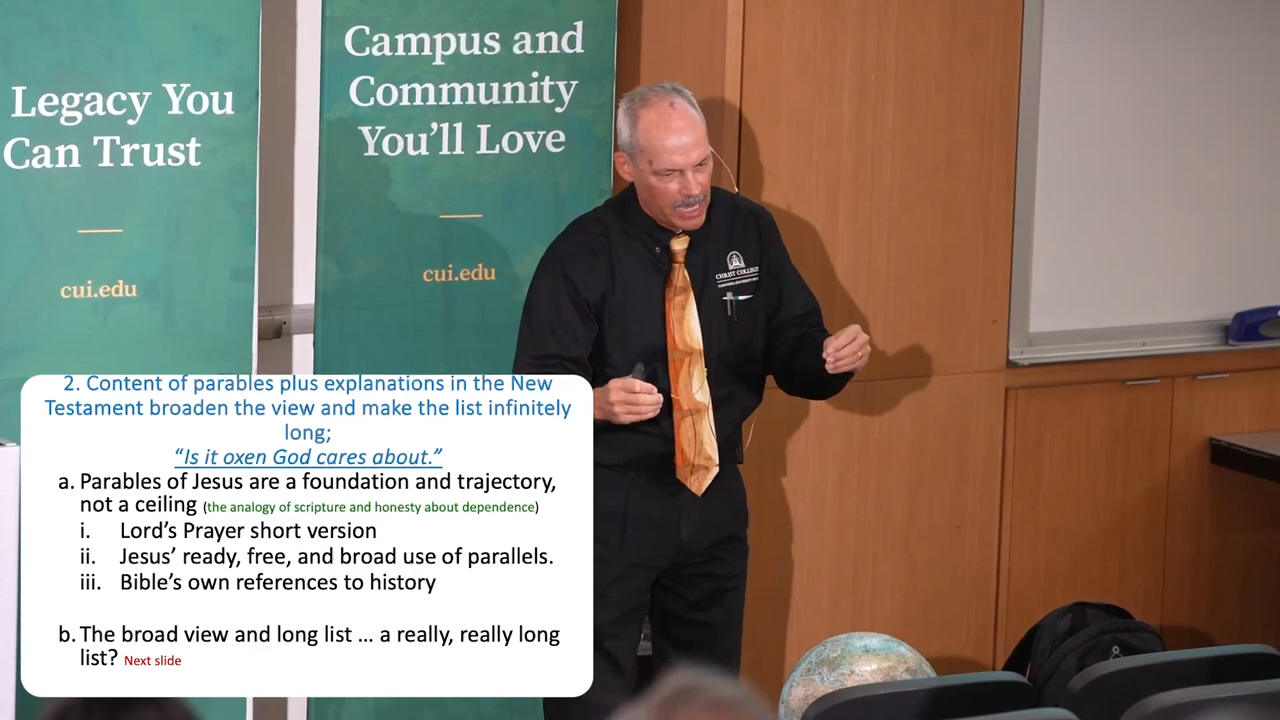 Legacy You
Can Trust
cui.edu
Campus and
Community
You'll Love
cui.edu
CHRIST COLLEGE
2. Content of parables plus explanations in the New
Testament broaden the view and make the list infinitely
long;
“Is it oxen God cares about.”
a. Parables of Jesus are a foundation and trajectory,
not a ceiling (the analogy of scripture and honesty about dependence)
i. Lord’s Prayer short version
ii. Jesus’ ready, free, and broad use of parallels.
iii. Bible’s own references to history
b. The broad view and long list ... a really, really long
list? Next slide